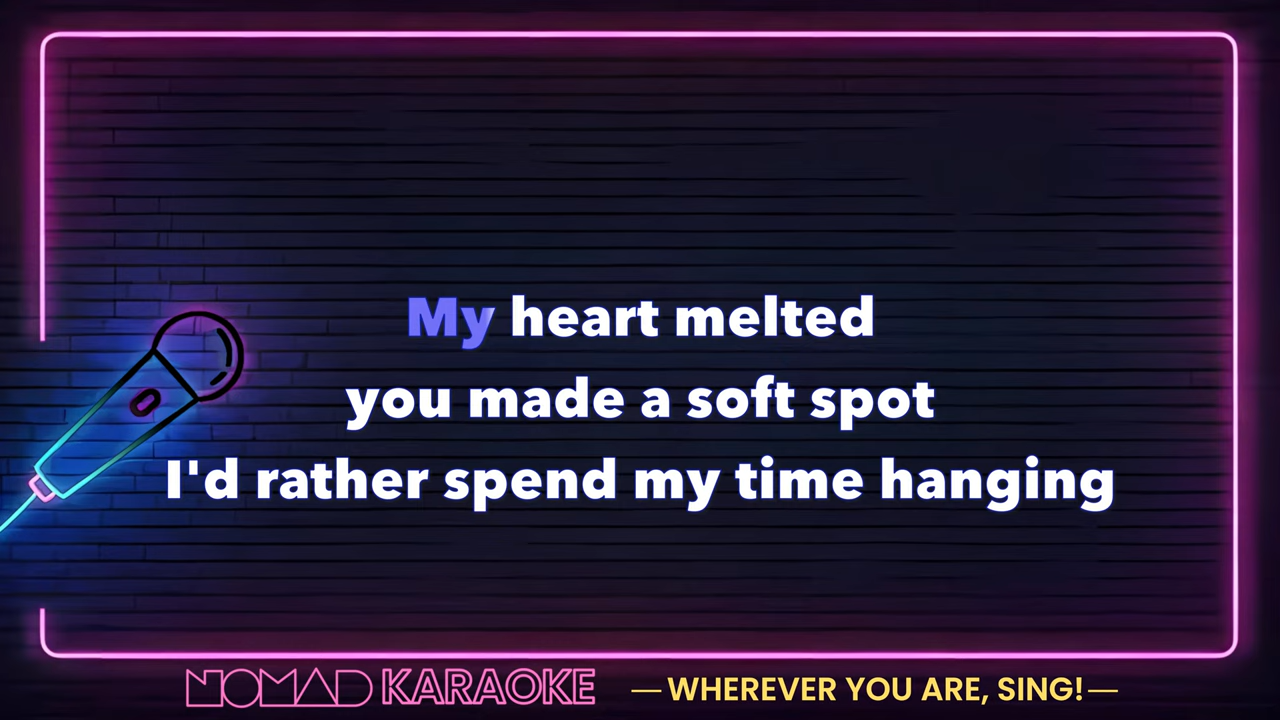 My heart melted
you made a soft spot
I'd rather spend my time hanging
NOMAD KARAOKE —WHEREVER YOU ARE, SING!—